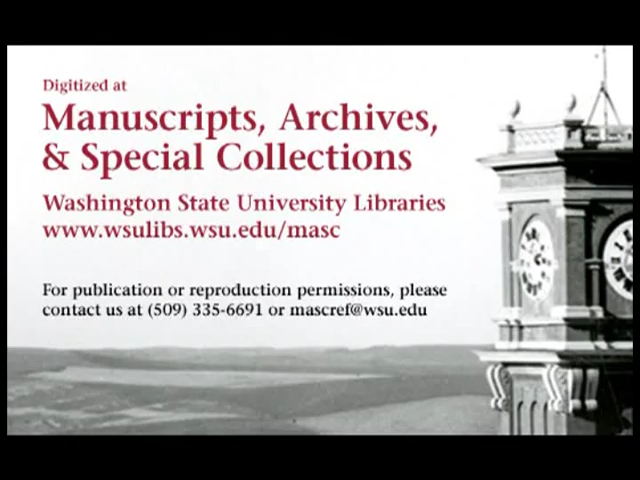 Digitized at
Manuscripts, Archives,
& Special Collections
Washington State University Libraries
www.wsulibs.wsu.edu/masc
For publication or reproduction permissions, please
contact us at (509) 335-6691 or mascref@wsu.edu